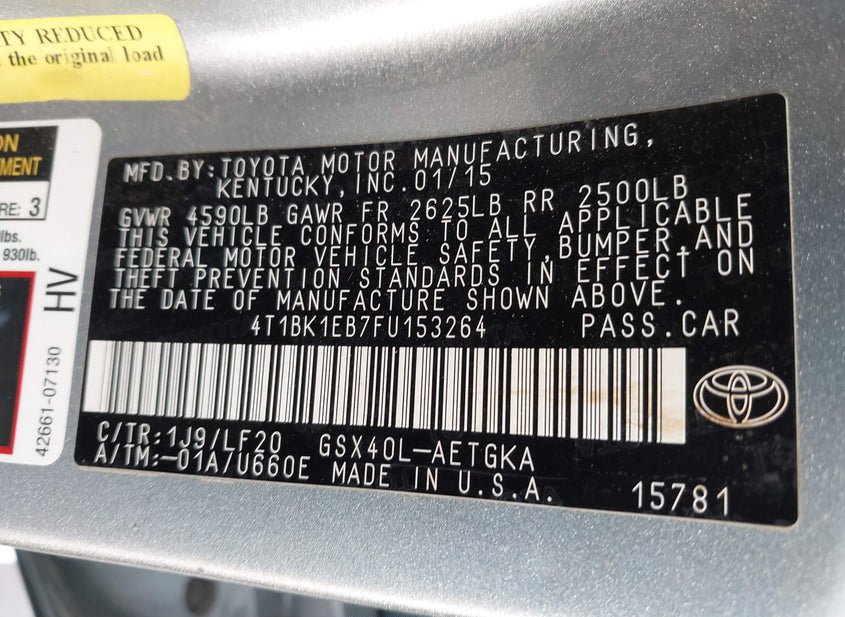 TY REDUCED
the original load
ON
MENT
RE: 3
lbs.
930lb.
HV
42661-07130
MFD.BY:TOYOTA MOTOR MANUFACTURING,
KENTUCKY,INC.01/15
GVWR 4590LB GAWR FR 2625LB RR 2500LB
THIS VEHICLE CONFORMS TO ALL APPLICABLE
FEDERAL MOTOR VEHICLE SAFETY,BUMPER,AND
THEFT PREVENTION STANDARDS IN EFFECT ON
THE DATE OF MANUFACTURE SHOWN ABOVE.
4T1BK1EB7FU153264 PASS.CAR
C/TR:1J9/LF20 GSX40L-AETGKA
A/TM:-01A/U660E MADE IN U.S.A. 15781